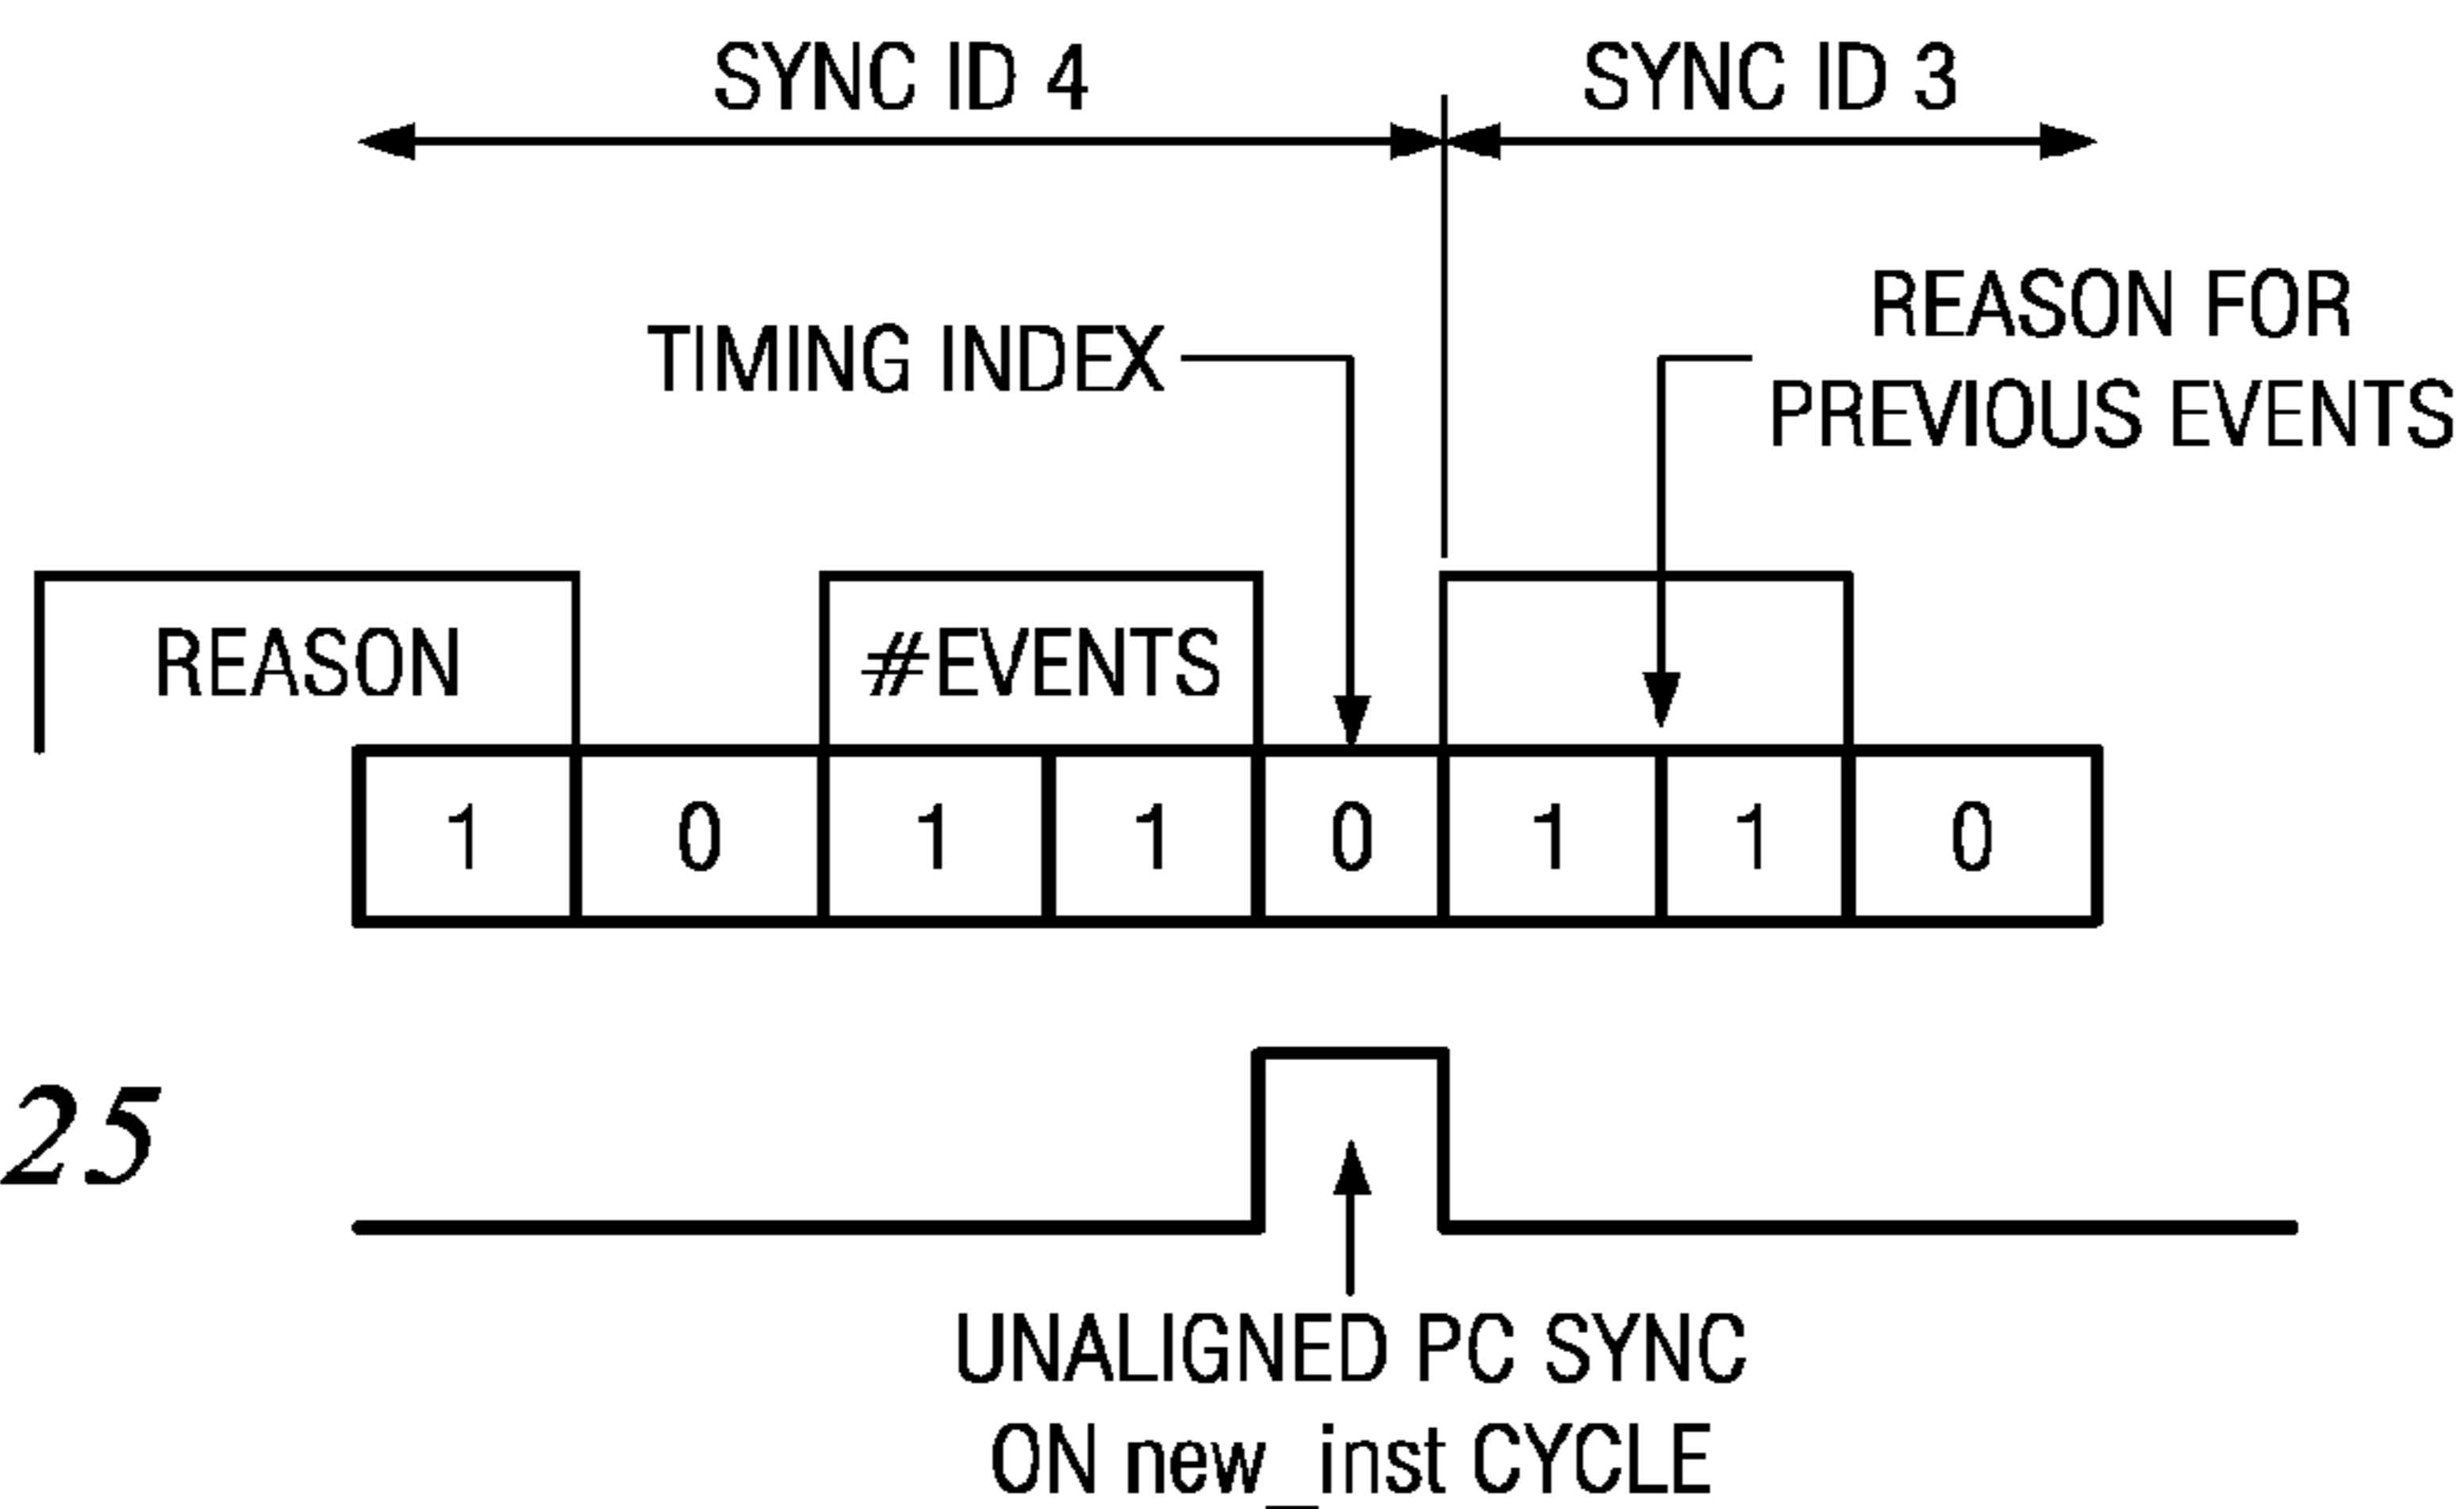 SYNC ID 4 SYNC ID 3
TIMING INDEX
REASON FOR
PREVIOUS EVENTS
REASON #EVENTS
1 0 1 1 0 1 1 0
25
UNALIGNED PC SYNC
ON new_inst CYCLE